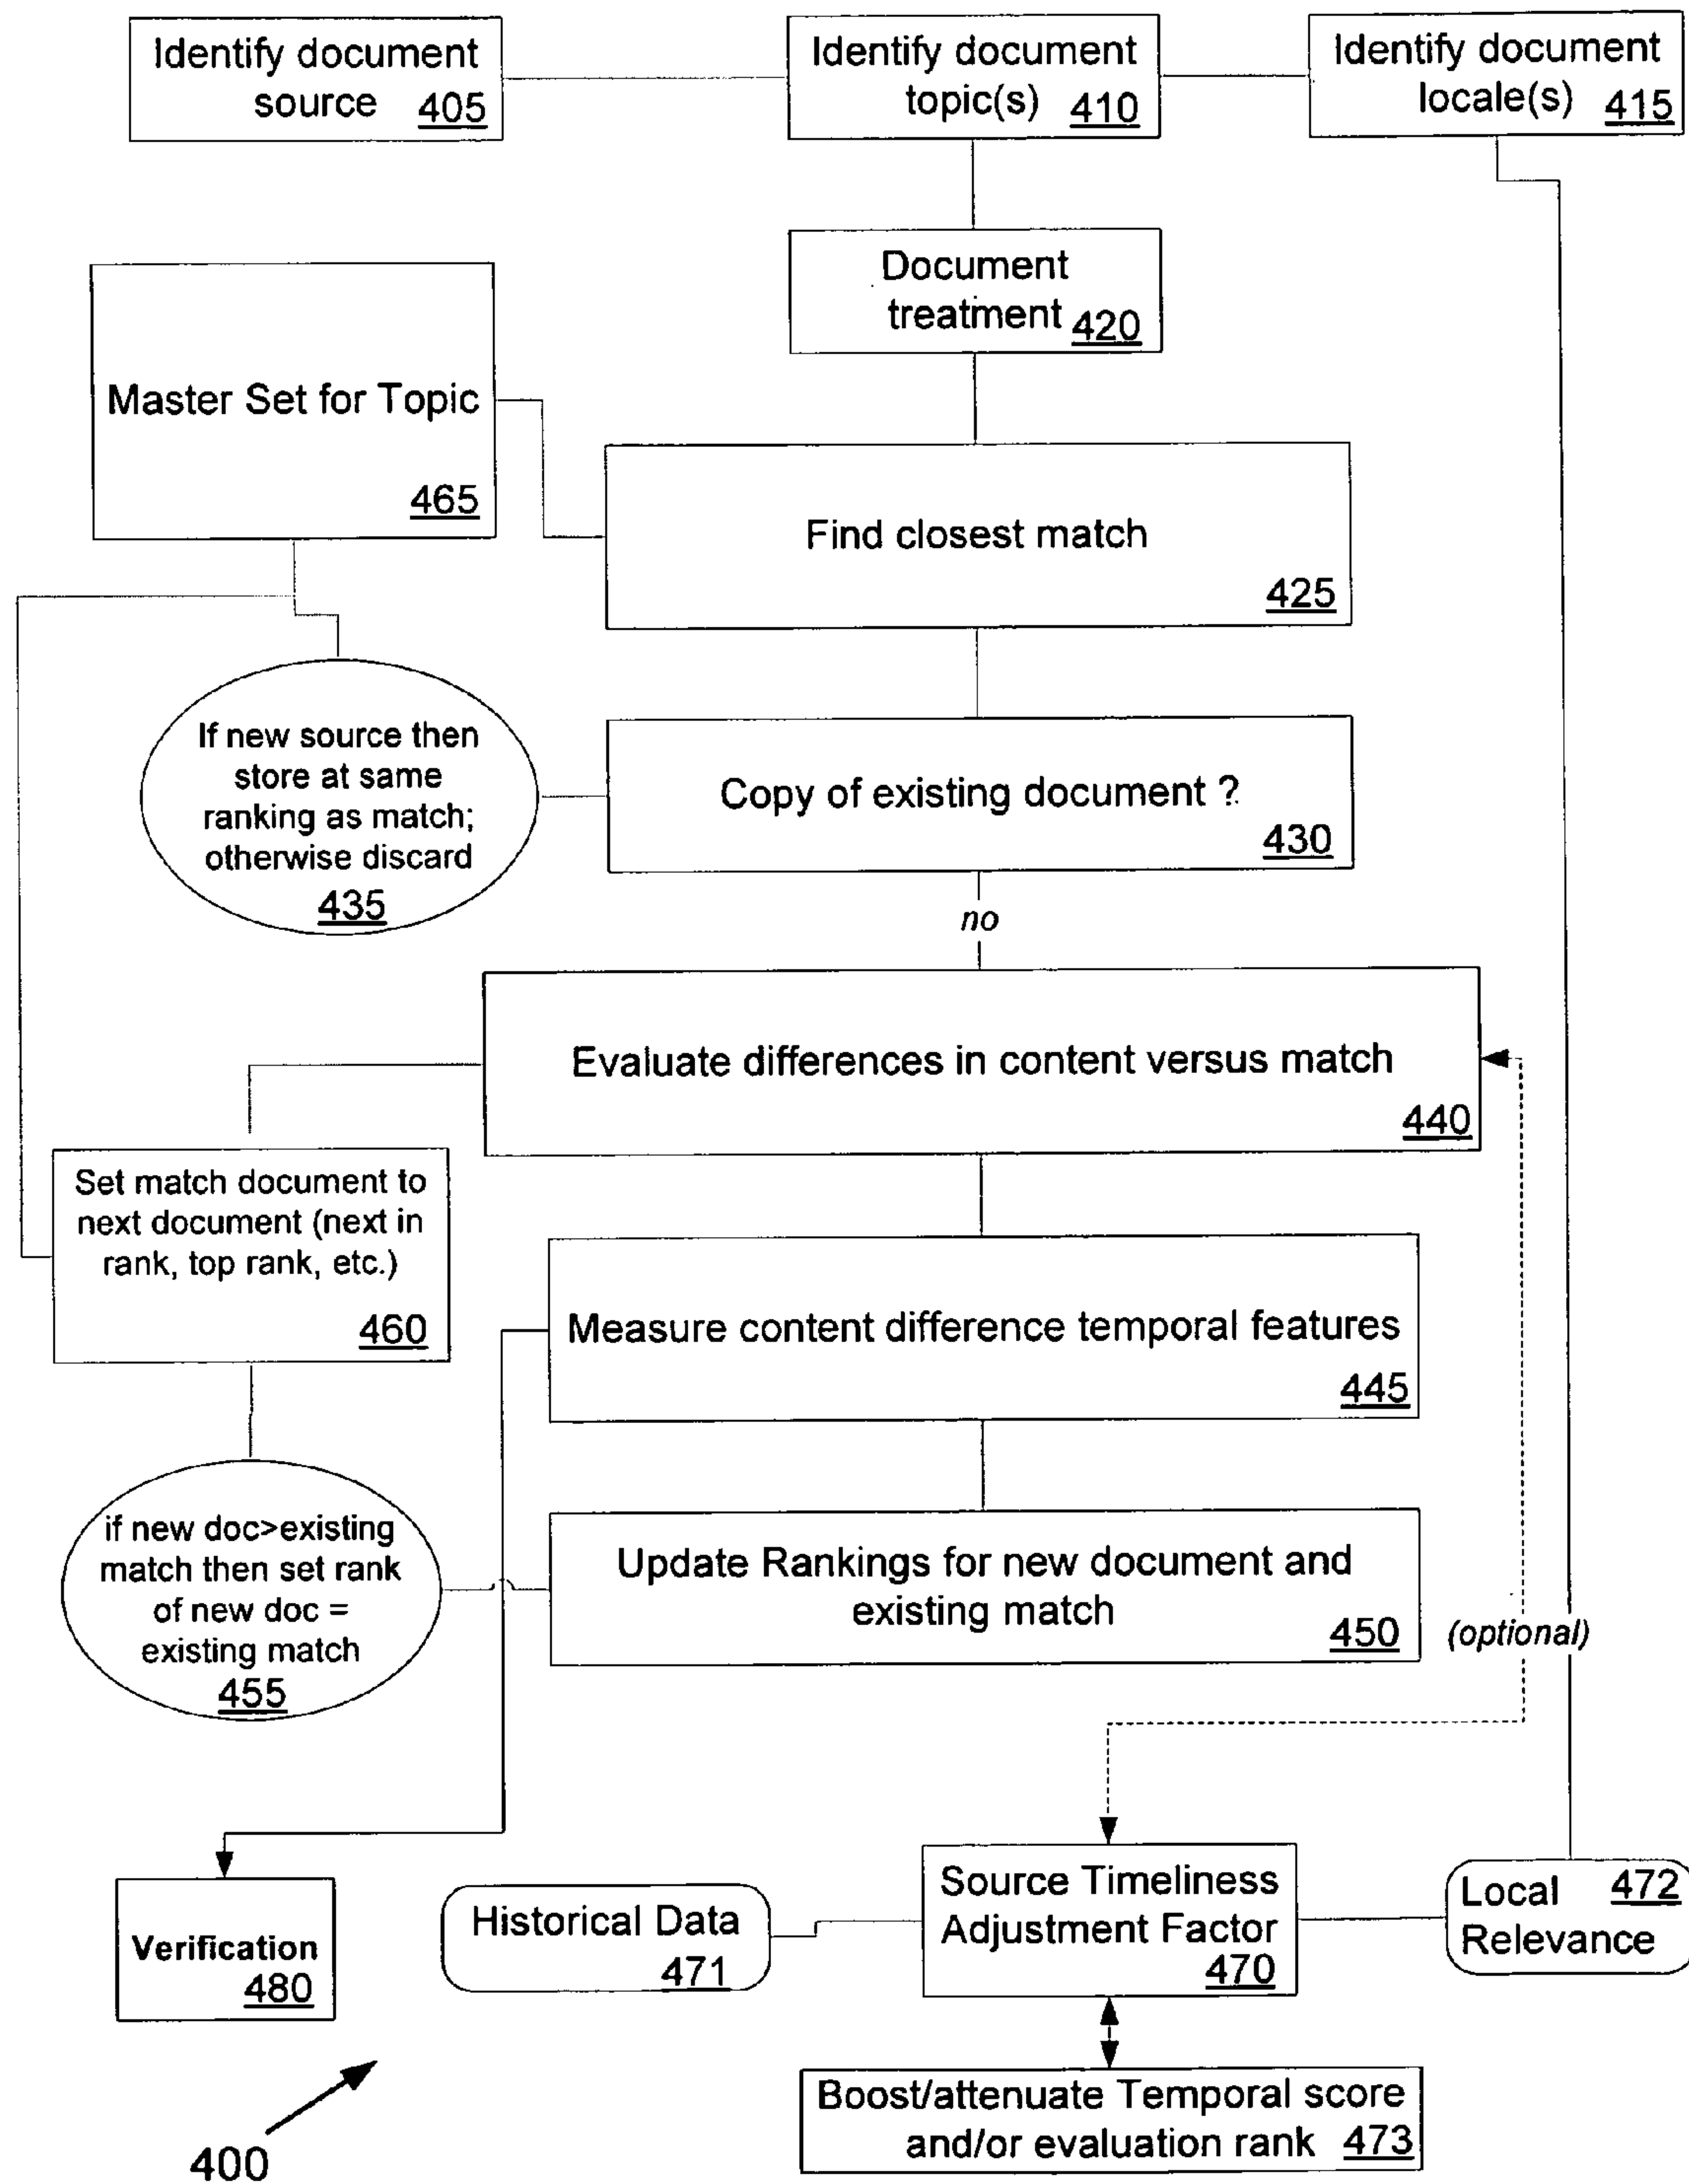 Identify document
source 405
Identify document
topic(s) 410
Identify document
locale(s) 415
Document
treatment 420
Master Set for Topic
465
Find closest match
425
If new source then
store at same
ranking as match;
otherwise discard
435
Copy of existing document ?
430
no
Evaluate differences in content versus match
440
Set match document to
next document (next in
rank, top rank, etc.)
460
Measure content difference temporal features
445
if new doc>existing
match then set rank
of new doc =
existing match
455
Update Rankings for new document and
existing match
450
(optional)
Verification
480
Historical Data
471
Source Timeliness
Adjustment Factor
470
Local 472
Relevance
Boost/attenuate Temporal score
and/or evaluation rank 473
400